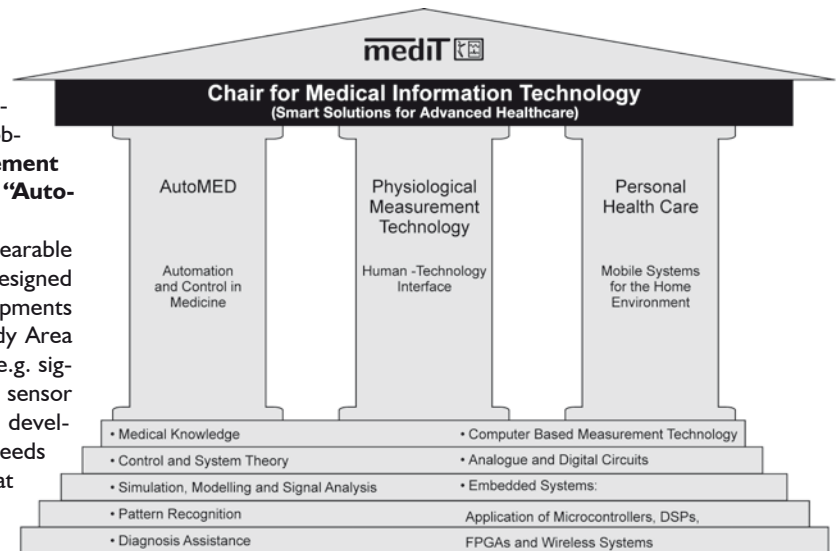 mediT
Chair for Medical Information Technology
(Smart Solutions for Advanced Healthcare)
-
ob-
ement
“Auto-
earable
esigned
pments
dy Area
e.g. sig-
sensor
devel-
eeds
at
AutoMED
Automation
and Control in
Medicine
Physiological
Measurement
Technology
Human -Technology
Interface
Personal
Health Care
Mobile Systems
for the Home
Environment
• Medical Knowledge
• Control and System Theory
• Simulation, Modelling and Signal Analysis
• Pattern Recognition
• Diagnosis Assistance
• Computer Based Measurement Technology
• Analogue and Digital Circuits
• Embedded Systems:
Application of Microcontrollers, DSPs,
FPGAs and Wireless Systems